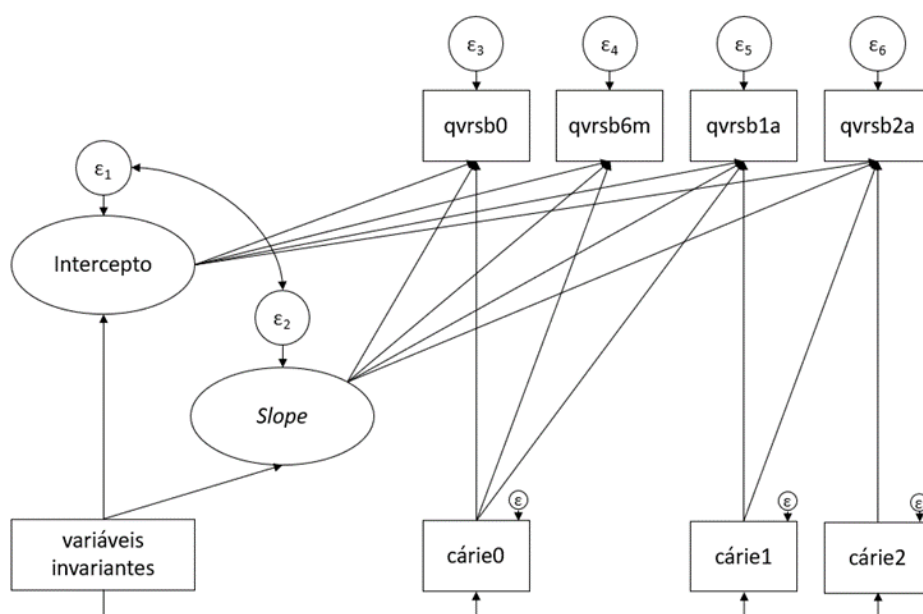 ε3 ε4 ε5 ε6
qvrsb0 qvrsb6m qvrsb1a qvrsb2a
ε1
Intercepto
ε2
Slope
variáveis
invariantes
ε ε ε
cárie0 cárie1 cárie2